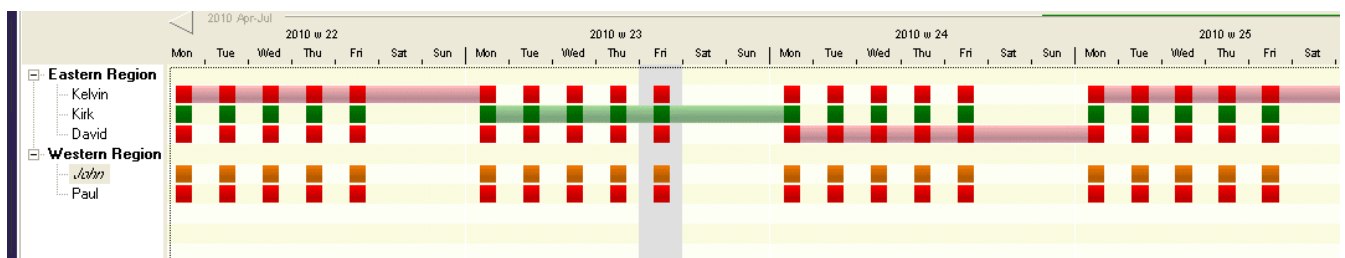 2010 Apr-Jul
2010 w 22 2010 w 23 2010 w 24 2010 w 25
Mon Tue Wed Thu Fri Sat Sun Mon Tue Wed Thu Fri Sat Sun Mon Tue Wed Thu Fri Sat Sun Mon Tue Wed Thu Fri Sat
Eastern Region
Kelvin
Kirk
David
Western Region
John
Paul